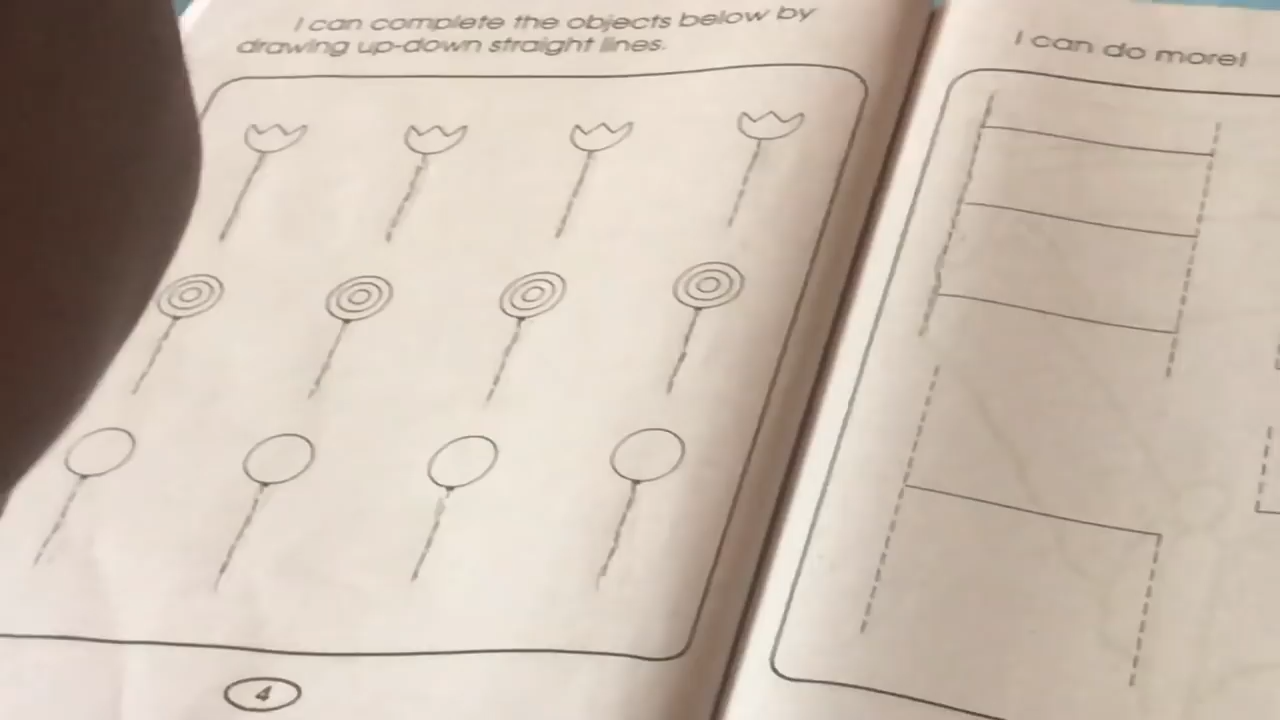 I can complete the objects below by
drawing up-down straight lines.
4
I can do more!